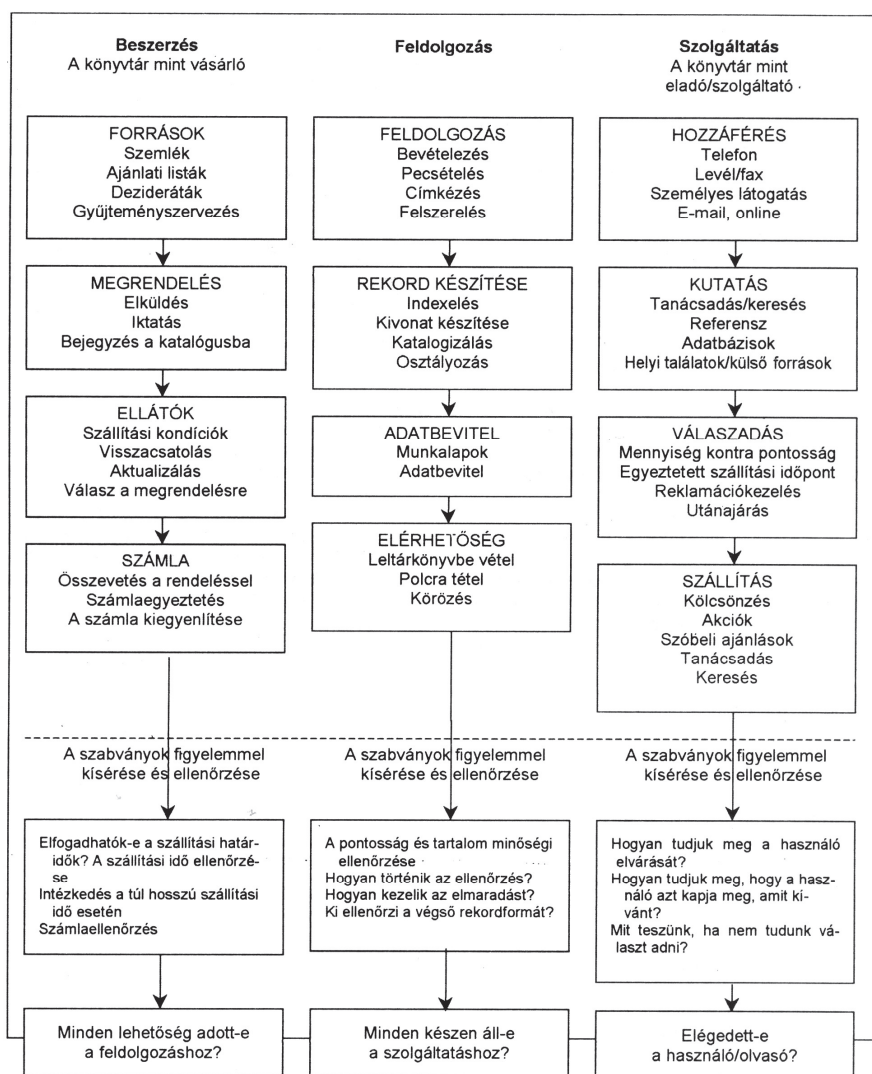 Beszerzés
A könyvtár mint vásárló
FORRÁSOK
Szemlék
Ajánlati listák
Dezideráták
Gyűjteményszervezés
MEGRENDELÉS
Elküldés
Iktatás
Bejegyzés a katalógusba
ELLÁTÓK
Szállítási kondíciók
Visszacsatolás
Aktualizálás
Válasz a megrendelésre
SZÁMLA
Összevetés a rendeléssel
Számlaegyeztetés
A számla kiegyenlítése
A szabványok figyelemmel
kísérése és ellenőrzése
Elfogadhatók-e a szállítási határ-
idők? A szállítási idő ellenőrzé-
se
Intézkedés a túl hosszú szállítási
idő esetén
Számlaellenőrzés
Minden lehetőség adott-e
a feldolgozáshoz?
Feldolgozás
FELDOLGOZÁS
Bevételezés
Pecsételés
Címkézés
Felszerelés
REKORD KÉSZÍTÉSE
Indexelés
Kivonat készítése
Katalogizálás
Osztályozás
ADATBEVITEL
Munkalapok
Adatbevitel
ELÉRHETŐSÉG
Leltárkönyvbe vétel
Polcra tétel
Körözés
A szabványok figyelemmel
kísérése és ellenőrzése
A pontosság és tartalom minőségi
ellenőrzése
Hogyan történik az ellenőrzés?
Hogyan kezelik az elmaradást?
Ki ellenőrzi a végső rekordformát?
Minden készen áll-e
a szolgáltatáshoz?
Szolgáltatás
A könyvtár mint
eladó/szolgáltató
HOZZÁFÉRÉS
Telefon
Levél/fax
Személyes látogatás
E-mail, online
KUTATÁS
Tanácsadás/keresés
Referensz
Adatbázisok
Helyi találatok/külső források
VÁLASZADÁS
Mennyiség kontra pontosság
Egyeztetett szállítási időpont
Reklamációkezelés
Utánajárás
SZÁLLÍTÁS
Kölcsönzés
Akciók
Szóbeli ajánlások
Tanácsadás
Keresés
A szabványok figyelemmel
kísérése és ellenőrzése
Hogyan tudjuk meg a használó
elvárását?
Hogyan tudjuk meg, hogy a hasz-
náló azt kapja meg, amit kí-
vánt?
Mit teszünk, ha nem tudunk vá-
laszt adni?
Elégedett-e
a használó/olvasó?